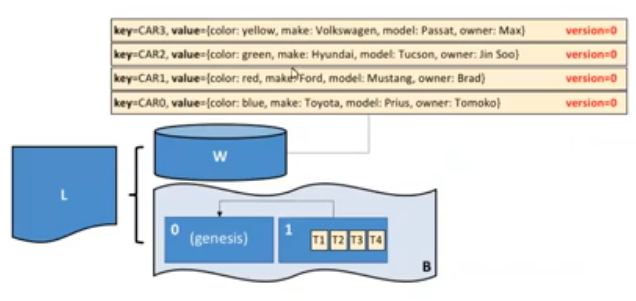 key=CAR3, value={color: yellow, make: Volkswagen, model: Passat, owner: Max} version=0
key=CAR2, value={color: green, make: Hyundai, model: Tucson, owner: Jin Soo} version=0
key=CAR1, value={color: red, make: Ford, model: Mustang, owner: Brad} version=0
key=CAR0, value={color: blue, make: Toyota, model: Prius, owner: Tomoko} version=0
W
L
0 (genesis)
1 T1 T2 T3 T4
B